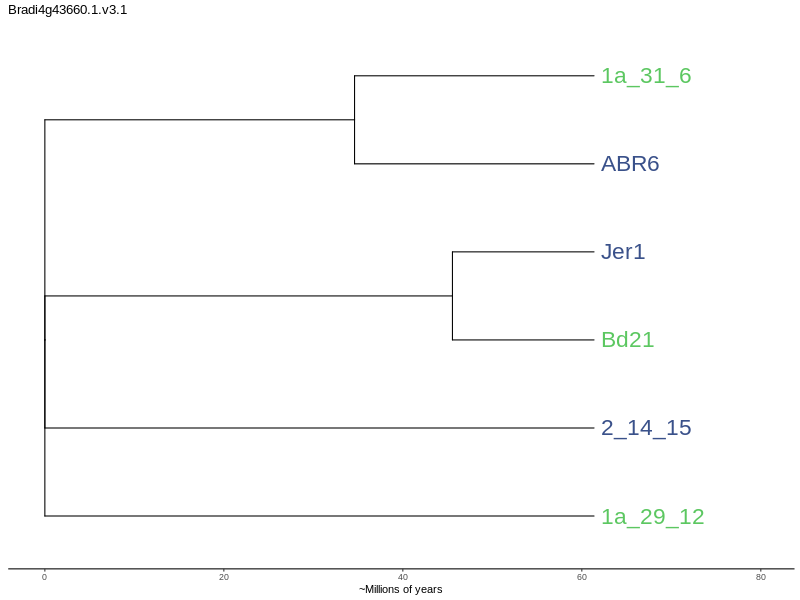 Bradi4g43660.1.v3.1
1a_31_6
ABR6
Jer1
Bd21
2_14_15
1a_29_12
0 20 40 60 80
~Millions of years